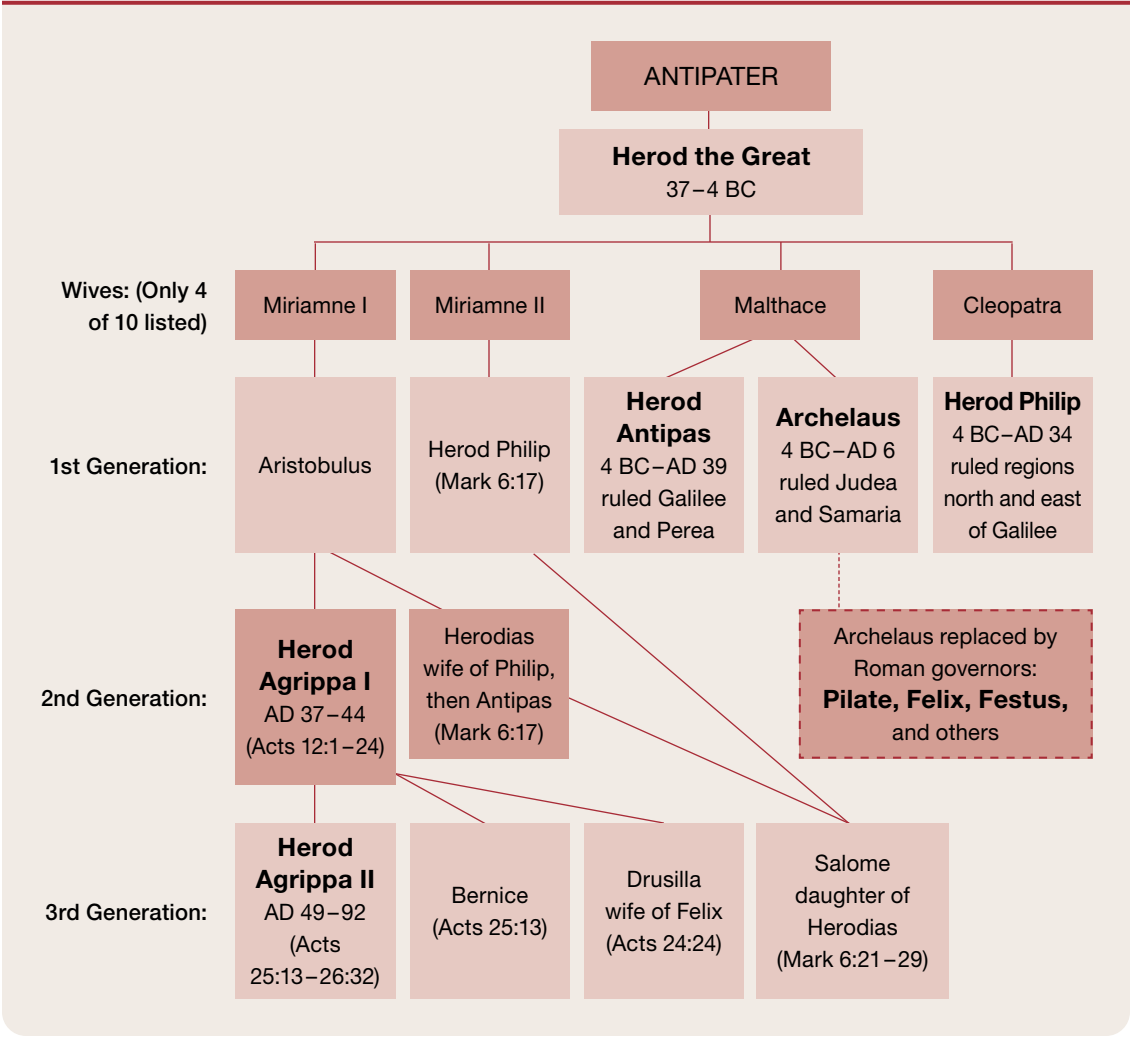 ANTIPATER
Herod the Great
37–4 BC
Wives: (Only 4
of 10 listed)
Miriamne I
Miriamne II
Malthace
Cleopatra
1st Generation:
Aristobulus
Herod Philip
(Mark 6:17)
Herod
Antipas
4 BC–AD 39
ruled Galilee
and Perea
Archelaus
4 BC–AD 6
ruled Judea
and Samaria
Herod Philip
4 BC–AD 34
ruled regions
north and east
of Galilee
2nd Generation:
Herod
Agrippa I
AD 37–44
(Acts 12:1–24)
Herodias
wife of Philip,
then Antipas
(Mark 6:17)
Archelaus replaced by
Roman governors:
Pilate, Felix, Festus,
and others
3rd Generation:
Herod
Agrippa II
AD 49–92
(Acts
25:13–26:32)
Bernice
(Acts 25:13)
Drusilla
wife of Felix
(Acts 24:24)
Salome
daughter of
Herodias
(Mark 6:21–29)